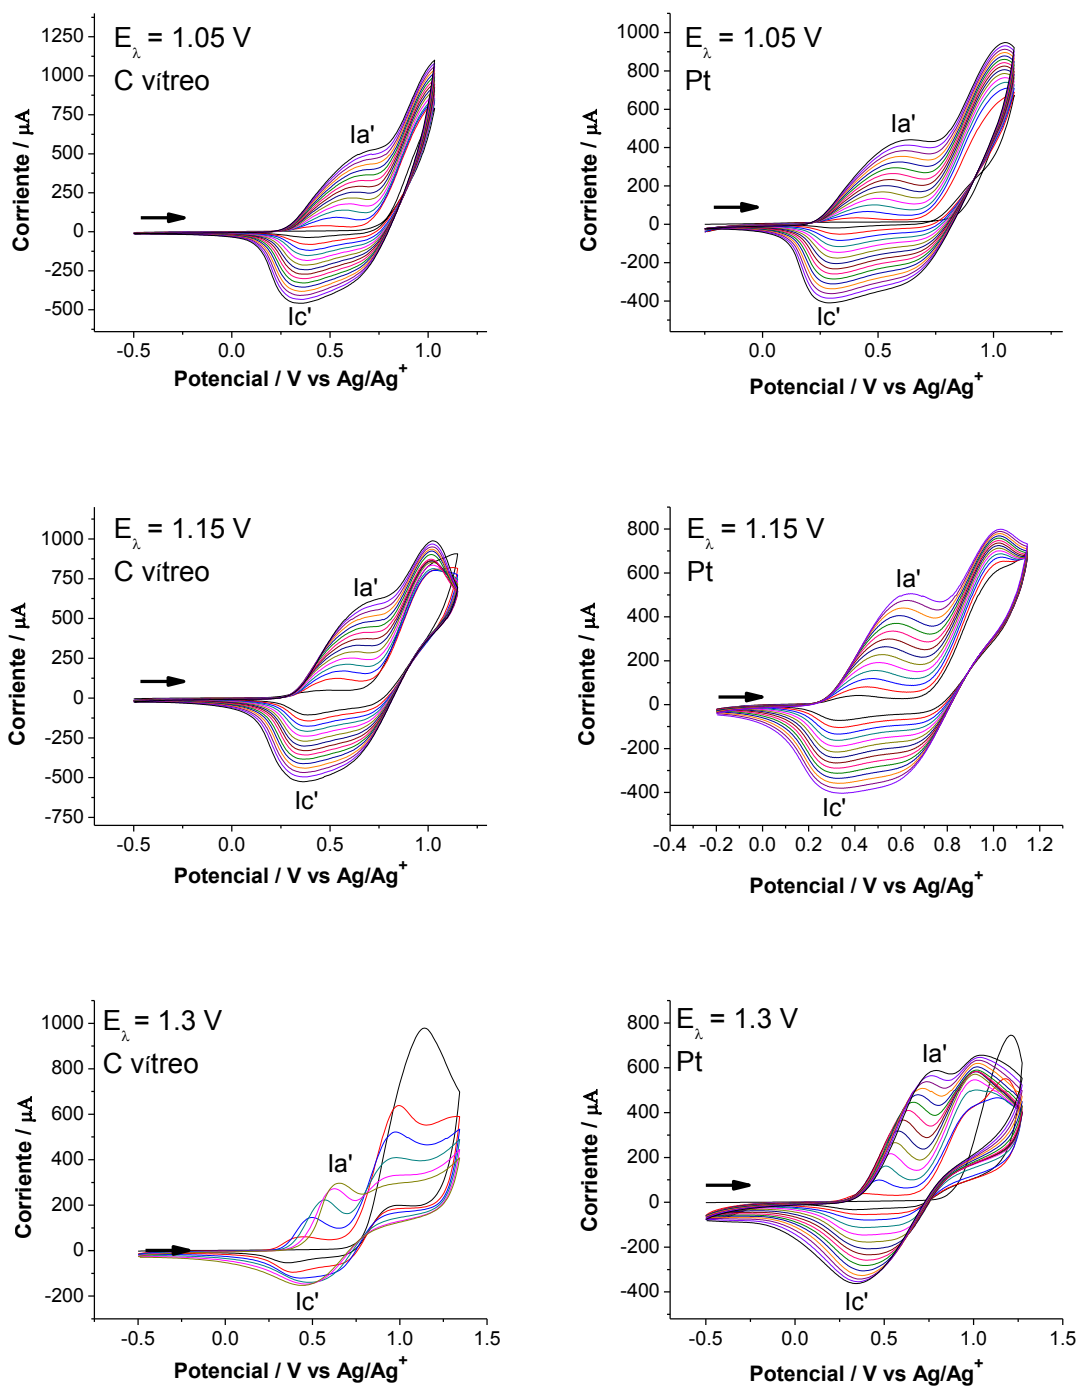 E_λ = 1.05 V
C vítreo
Ia'
Ic'
Corriente / µA
1250
1000
750
500
250
0
-250
-500
-0.5 0.0 0.5 1.0
Potencial / V vs Ag/Ag⁺
E_λ = 1.05 V
Pt
Ia'
Ic'
Corriente / µA
1000
800
600
400
200
0
-200
-400
0.0 0.5 1.0
Potencial / V vs Ag/Ag⁺
E_λ = 1.15 V
C vítreo
Ia'
Ic'
Corriente / µA
1000
750
500
250
0
-250
-500
-750
-0.5 0.0 0.5 1.0
Potencial / V vs Ag/Ag⁺
E_λ = 1.15 V
Pt
Ia'
Ic'
Corriente / µA
800
600
400
200
0
-200
-400
-0.4 -0.2 0.0 0.2 0.4 0.6 0.8 1.0 1.2
Potencial / V vs Ag/Ag⁺
E_λ = 1.3 V
C vítreo
Ia'
Ic'
Corriente / µA
1000
800
600
400
200
0
-200
-0.5 0.0 0.5 1.0 1.5
Potencial / V vs Ag/Ag⁺
E_λ = 1.3 V
Pt
Ia'
Ic'
Corriente / µA
800
600
400
200
0
-200
-400
-0.5 0.0 0.5 1.0 1.5
Potencial / V vs Ag/Ag⁺